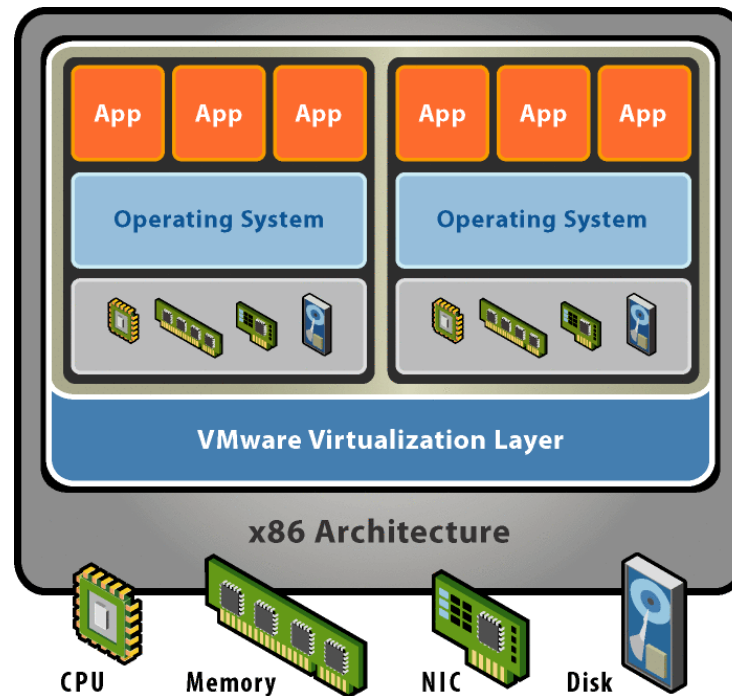 App App App App App App
Operating System Operating System
VMware Virtualization Layer
x86 Architecture
CPU Memory NIC Disk